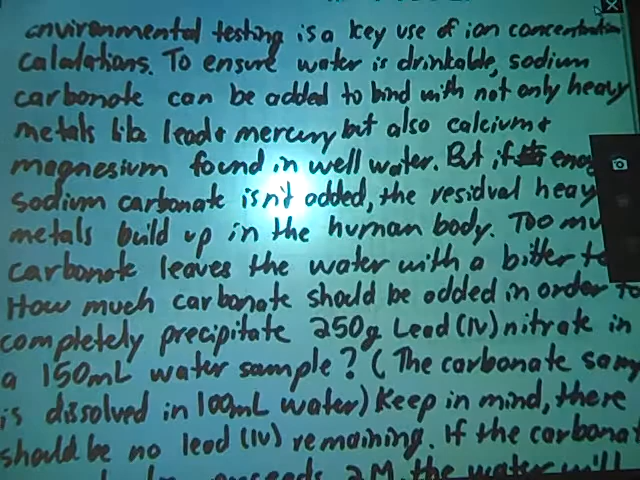 environmental testing is a key use of ion concentration
Calculations. To ensure water is drinkable, sodium
carbonate can be added to bind with not only heavy
metals like lead & mercury but also calcium &
magnesium found in well water. But if
sodium carbonate isn't added, the residual heavy
metals build up in the human body. Too
carbonate leaves the water with a bitter
How much carbonate should be added in order to
completely precipitate 250g Lead (IV) nitrate in
a 150mL water sample? (The carbonate
is dissolved in 100mL water) Keep in mind, there
should be no lead (IV) remaining. If the carbonate
exceeds 2M, the water will